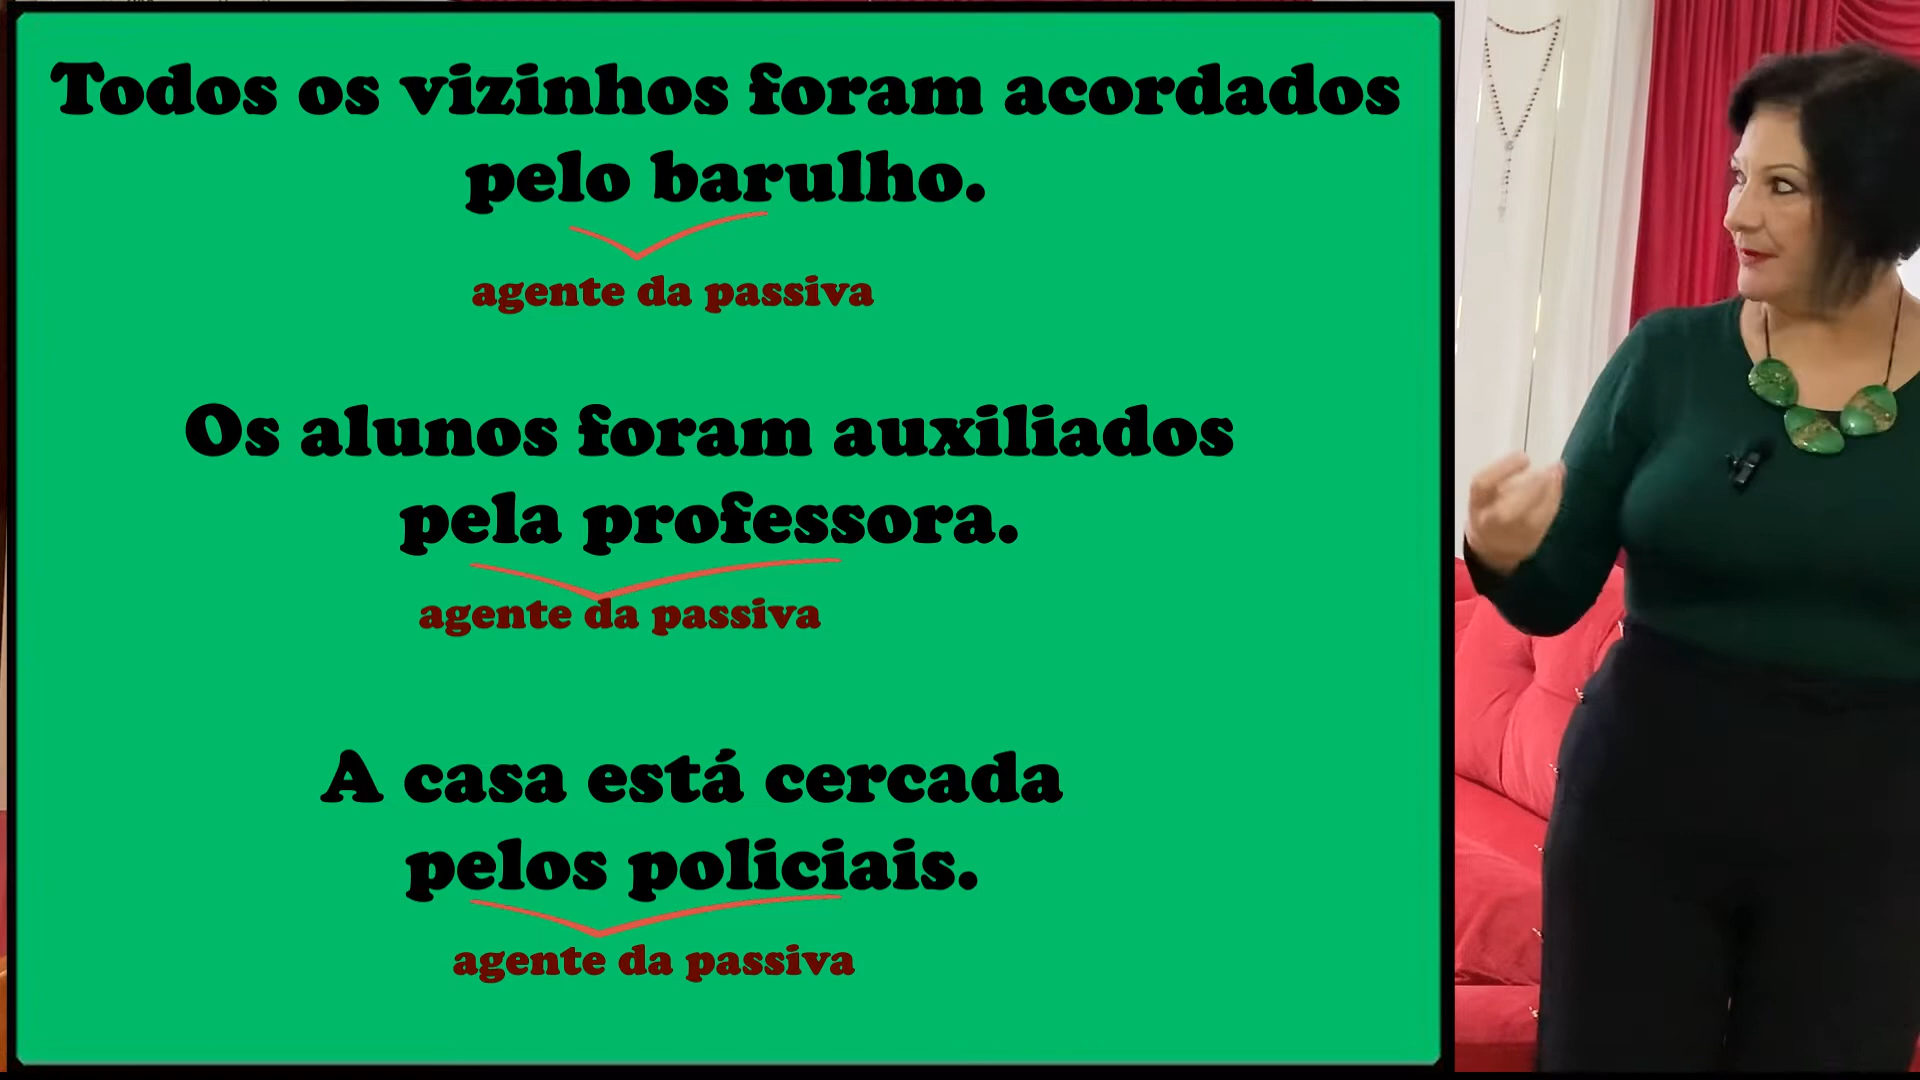 Todos os vizinhos foram acordados
pelo barulho.
agente da passiva
Os alunos foram auxiliados
pela professora.
agente da passiva
A casa está cercada
pelos policiais.
agente da passiva